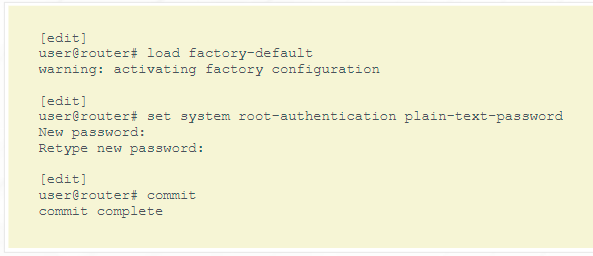 [edit]
user@router# load factory-default
warning: activating factory configuration
[edit]
user@router# set system root-authentication plain-text-password
New password:
Retype new password:
[edit]
user@router# commit
commit complete